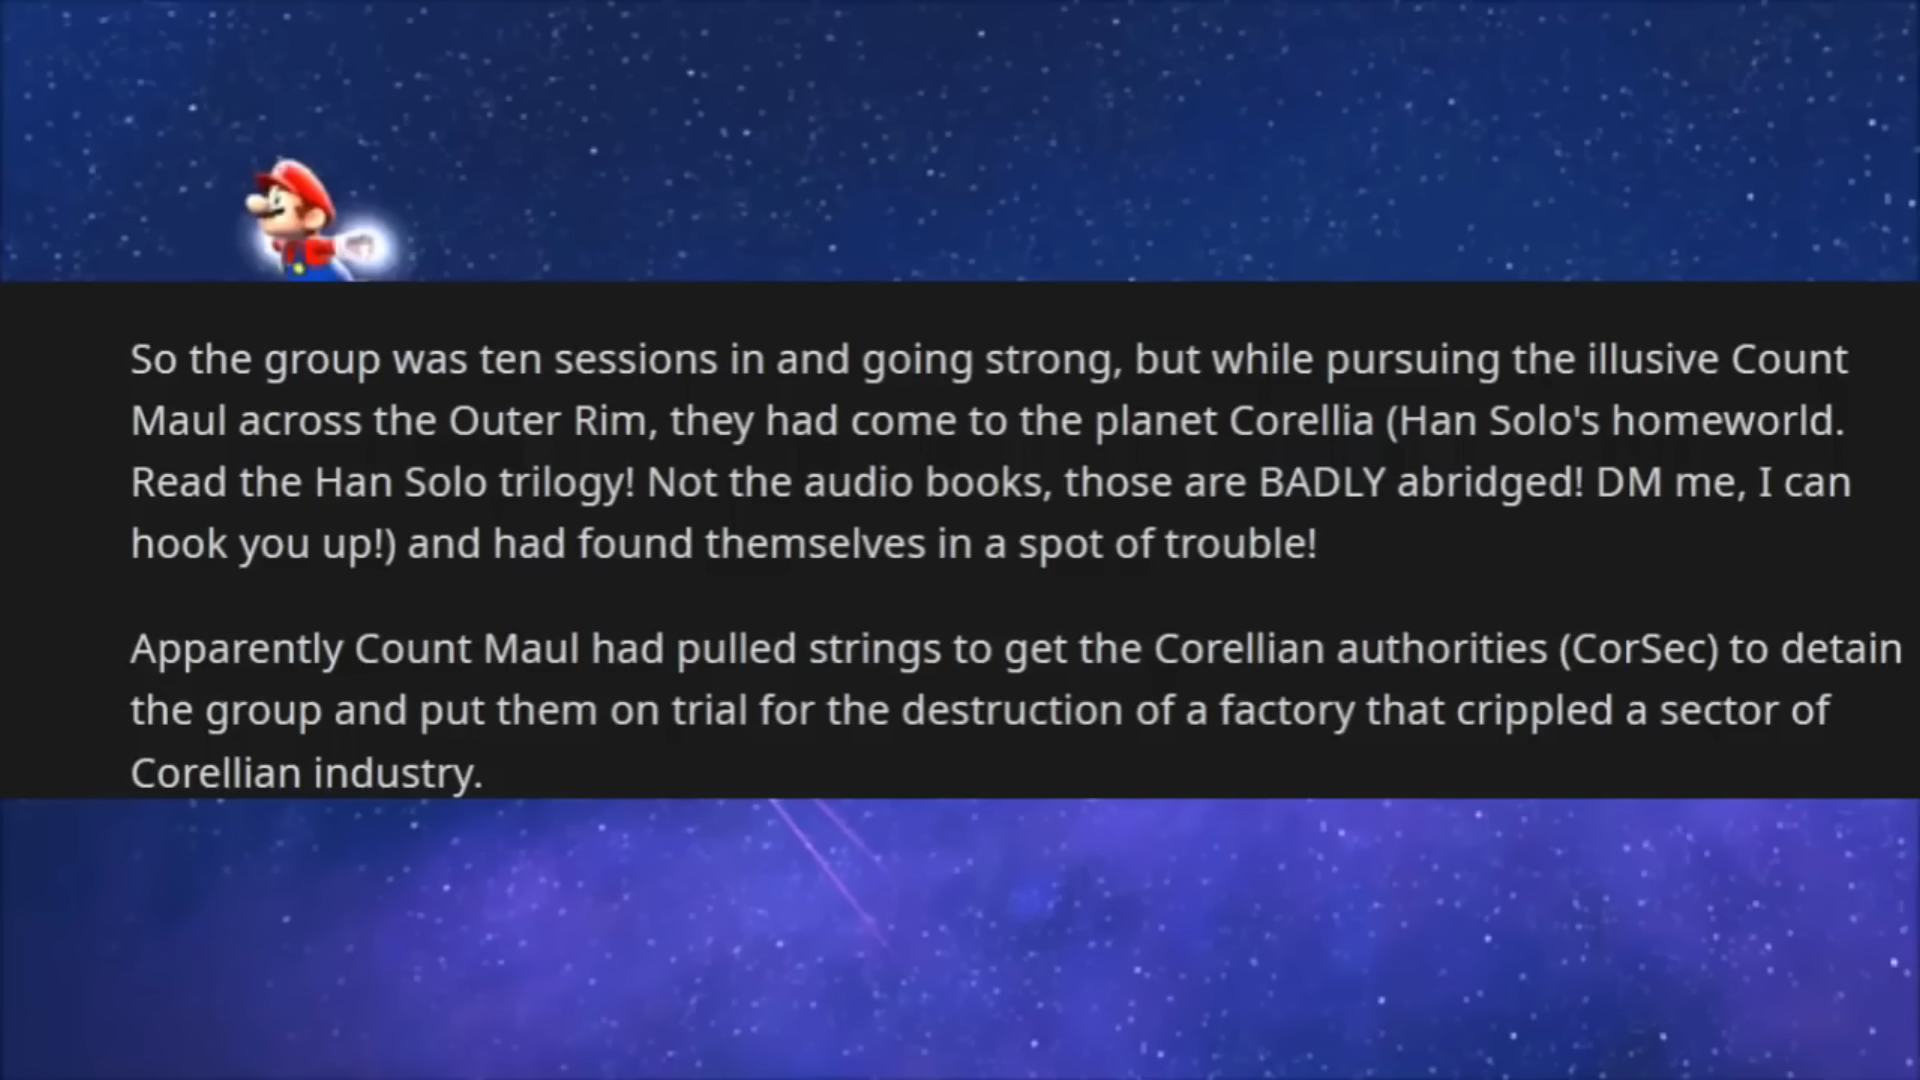 So the group was ten sessions in and going strong, but while pursuing the illusive Count
Maul across the Outer Rim, they had come to the planet Corellia (Han Solo's homeworld.
Read the Han Solo trilogy! Not the audio books, those are BADLY abridged! DM me, I can
hook you up!) and had found themselves in a spot of trouble!
Apparently Count Maul had pulled strings to get the Corellian authorities (CorSec) to detain
the group and put them on trial for the destruction of a factory that crippled a sector of
Corellian industry.